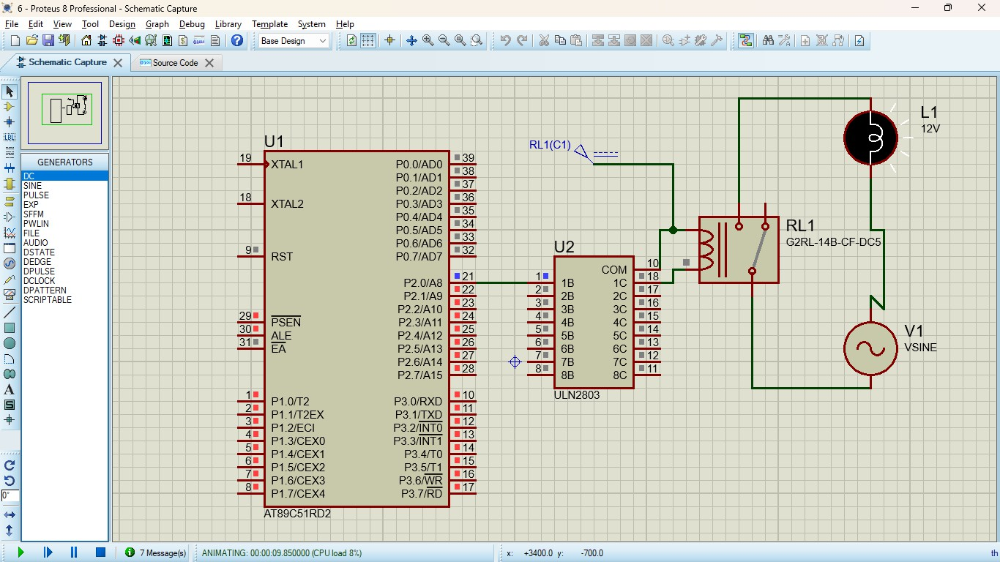 6 - Proteus 8 Professional - Schematic Capture
File Edit View Tool Design Graph Debug Library Template System Help
Base Design
Schematic Capture
Source Code
GENERATORS
DC
SINE
PULSE
EXP
SFFM
PWLIN
FILE
AUDIO
DSTATE
DEDGE
DPULSE
DCLOCK
DPATTERN
SCRIPTABLE
LBL
A
S
0°
U1
19 XTAL1
18 XTAL2
9 RST
29 PSEN
30 ALE
31 EA
1 P1.0/T2
2 P1.1/T2EX
3 P1.2/ECI
4 P1.3/CEX0
5 P1.4/CEX1
6 P1.5/CEX2
7 P1.6/CEX3
8 P1.7/CEX4
P0.0/AD0 39
P0.1/AD1 38
P0.2/AD2 37
P0.3/AD3 36
P0.4/AD4 35
P0.5/AD5 34
P0.6/AD6 33
P0.7/AD7 32
P2.0/A8 21
P2.1/A9 22
P2.2/A10 23
P2.3/A11 24
P2.4/A12 25
P2.5/A13 26
P2.6/A14 27
P2.7/A15 28
P3.0/RXD 10
P3.1/TXD 11
P3.2/INT0 12
P3.3/INT1 13
P3.4/T0 14
P3.5/T1 15
P3.6/WR 16
P3.7/RD 17
AT89C51RD2
RL1(C1)
U2
COM 10
1 1B 1C 18
2 2B 2C 17
3 3B 3C 16
4 4B 4C 15
5 5B 5C 14
6 6B 6C 13
7 7B 7C 12
8 8B 8C 11
ULN2803
RL1
G2RL-14B-CF-DC5
L1
12V
V1
VSINE
7 Message(s)
ANIMATING: 00:00:09.850000 (CPU load 8%)
x: +3400.0 y: -700.0
th